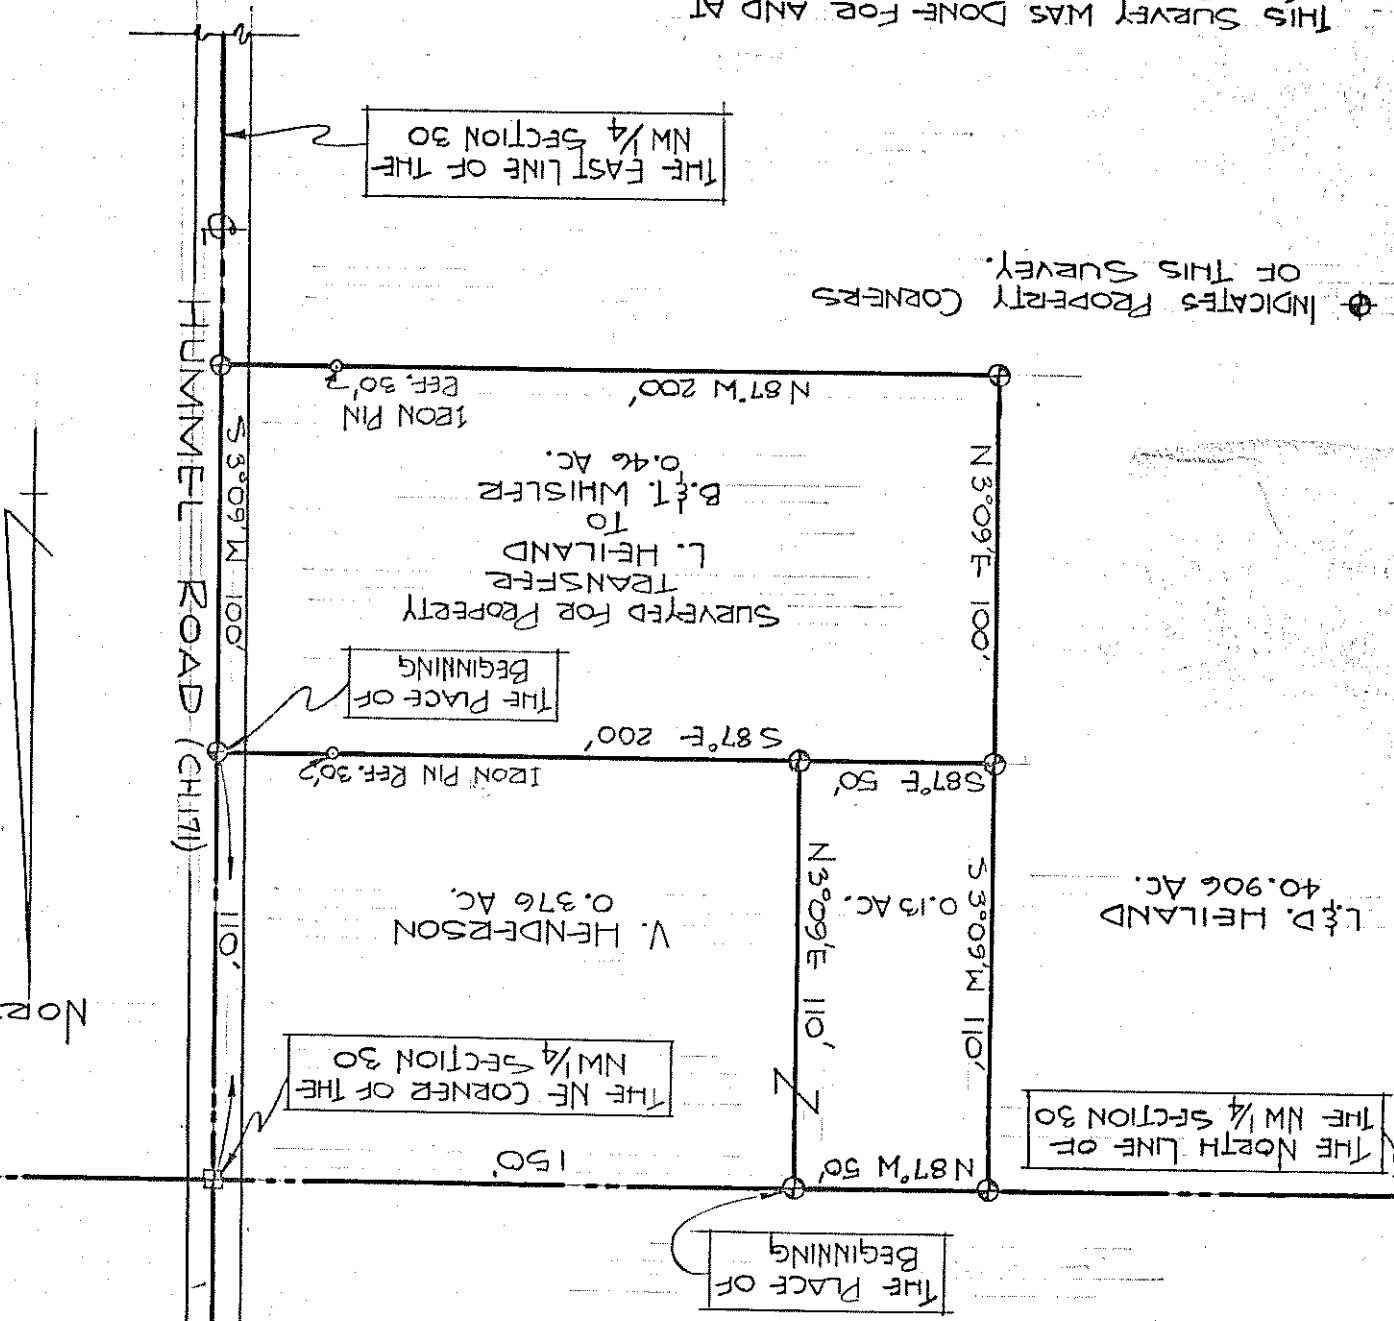 THE PLACE OF
BEGINNING
THE NORTH LINE OF
THE NW 1/4 SECTION 30
N 87° W 50'
150'
THE NE CORNER OF THE
NW 1/4 SECTION 30
S 3°09' W 110'
N 3°09' E 110'
110'
L.&D. HEILAND
40.906 AC.
0.13 AC.
V. HENDERSON
0.376 AC.
S 87° E 50'
IRON PIN REF. 30'
S 87° E 200'
THE PLACE OF
BEGINNING
HUMMEL ROAD (CH171)
SURVEYED FOR PROPERTY
TRANSFER
L. HEILAND
TO
B.&T. WHISLER
0.46 AC.
N 3°09' E 100'
S 3°09' W 100'
IRON PIN
REF. 30'
N 87° W 200'
INDICATES PROPERTY CORNERS
OF THIS SURVEY.
THE EAST LINE OF THE
NW 1/4 SECTION 30
THIS SURVEY WAS DONE FOR AND AT